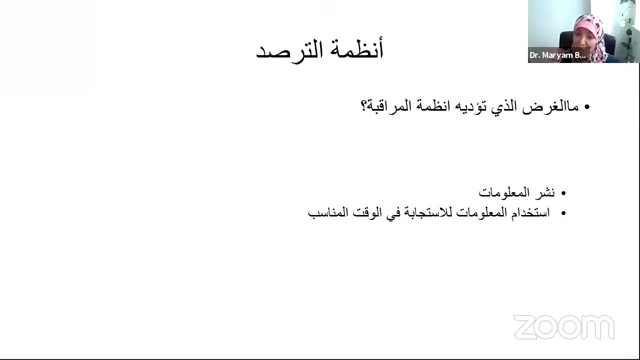 أنظمة الترصد
Dr. Maryam B...
• ماالغرض الذي تؤديه انظمة المراقبة؟
• نشر المعلومات
• استخدام المعلومات للاستجابة في الوقت المناسب
zoom